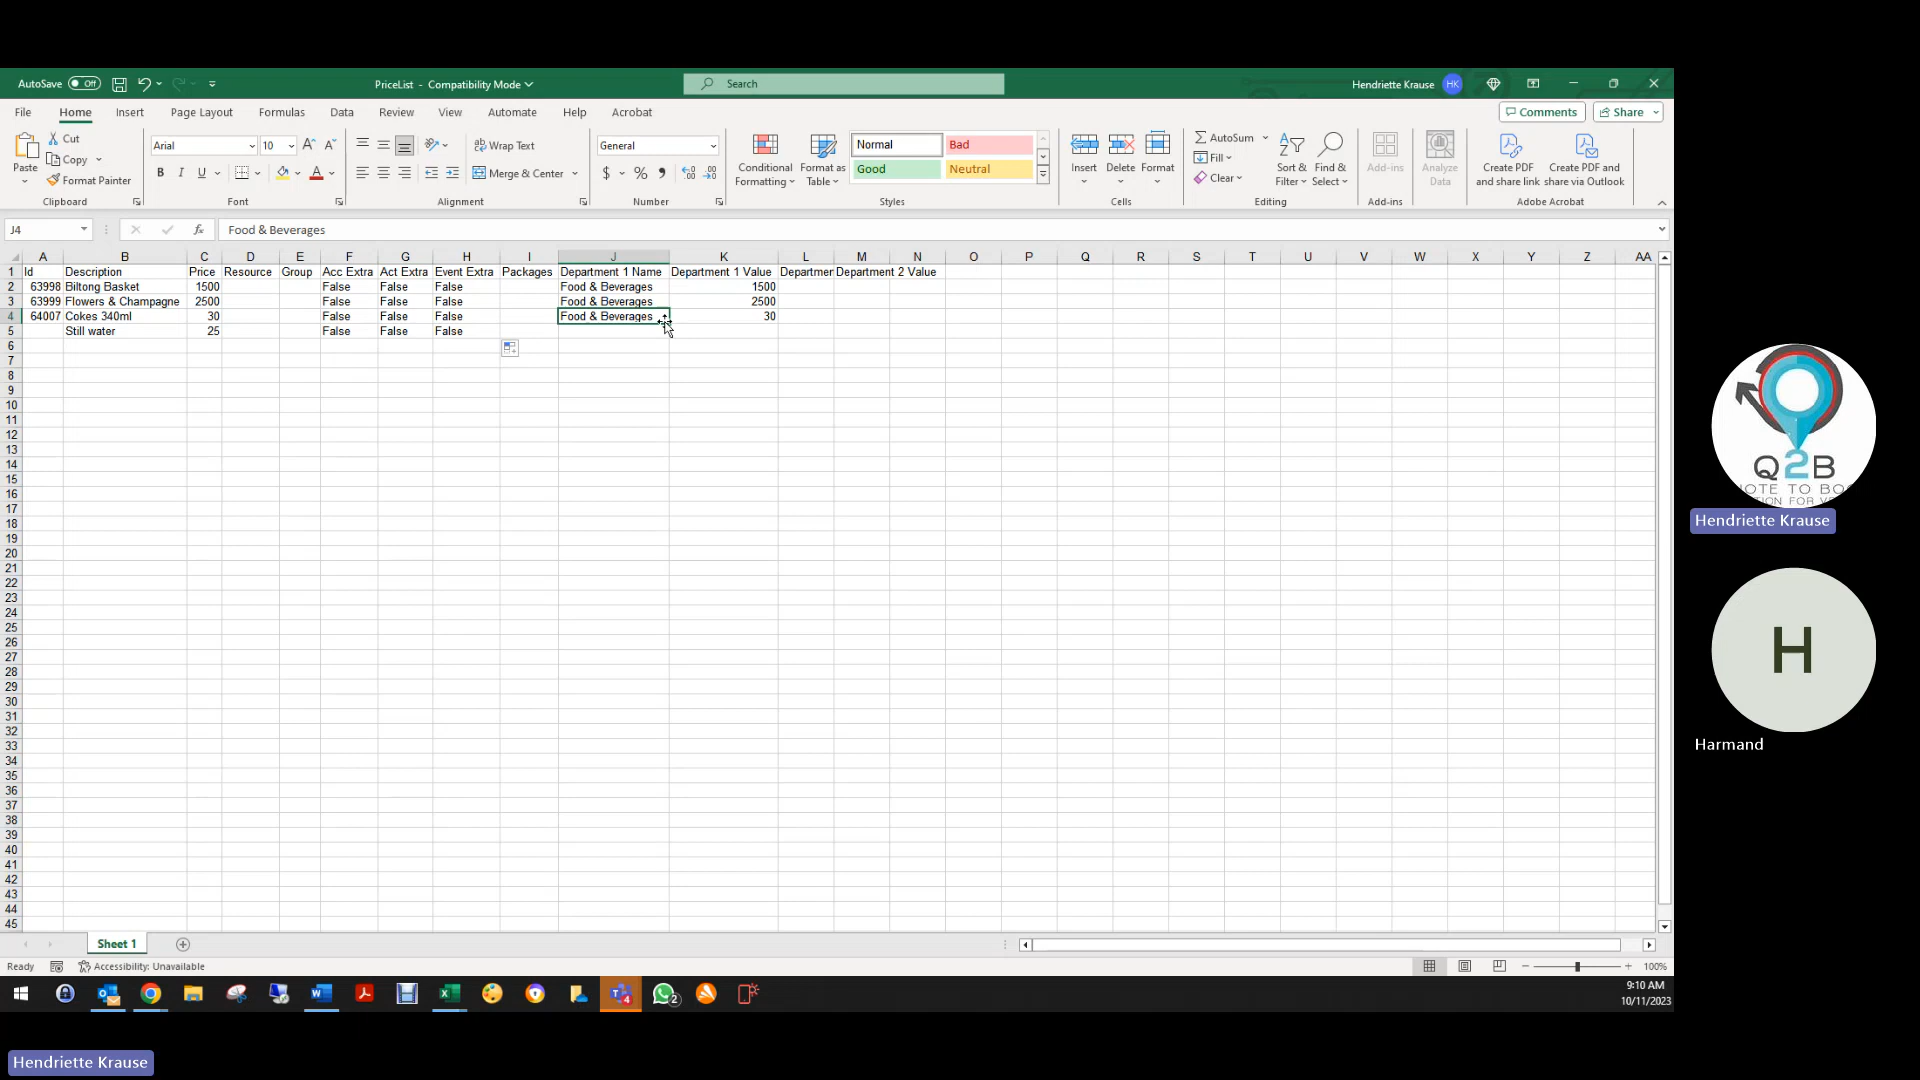 AutoSave Off
PriceList - Compatibility Mode
Search
Hendriette Krause HK
File Home Insert Page Layout Formulas Data Review View Automate Help Acrobat
Comments Share
Paste
Cut
Copy
Format Painter
Clipboard
Arial 10
B I U
Font
Wrap Text
Merge & Center
Alignment
General
$ % ,
Number
Conditional Formatting
Format as Table
Normal Bad
Good Neutral
Styles
Insert Delete Format
Cells
AutoSum
Fill
Clear
Sort & Filter
Find & Select
Editing
Add-ins
Add-ins
Analyze Data
Create PDF and share link
Create PDF and share via Outlook
Adobe Acrobat
J4 fx Food & Beverages
A B C D E F G H I J K L M N O P Q R S T U V W X Y Z AA
1 Id Description Price Resource Group Acc Extra Act Extra Event Extra Packages Department 1 Name Department 1 Value Departmer Department 2 Value
2 63998 Biltong Basket 1500 False False False Food & Beverages 1500
3 63999 Flowers & Champagne 2500 False False False Food & Beverages 2500
4 64007 Cokes 340ml 30 False False False Food & Beverages 30
5 Still water 25 False False False
6
7
8
9
10
11
12
13
14
15
16
17
18
19
20
21
22
23
24
25
26
27
28
29
30
31
32
33
34
35
36
37
38
39
40
41
42
43
44
45
Sheet 1
Ready Accessibility: Unavailable 100%
9:10 AM
10/11/2023
Q2B
OTE TO BO
TION FOR V
Hendriette Krause
H
Harmand
Hendriette Krause